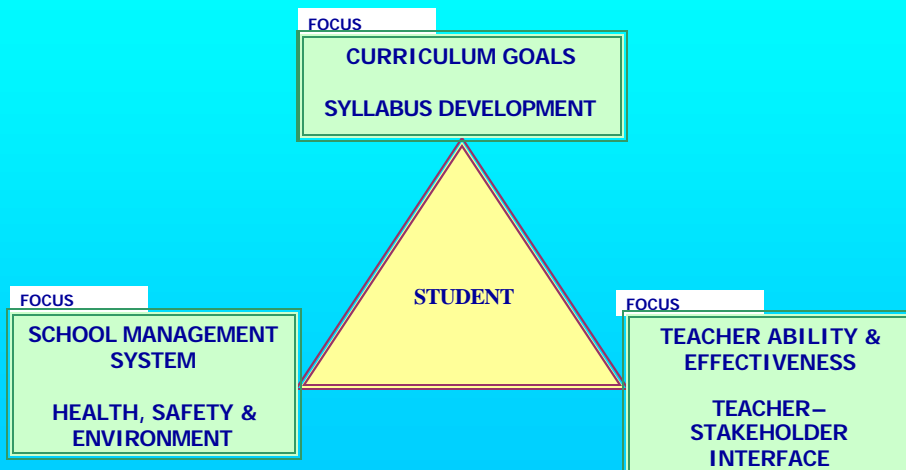 FOCUS
CURRICULUM GOALS
SYLLABUS DEVELOPMENT
STUDENT
FOCUS
SCHOOL MANAGEMENT
SYSTEM
HEALTH, SAFETY &
ENVIRONMENT
FOCUS
TEACHER ABILITY &
EFFECTIVENESS
TEACHER–
STAKEHOLDER
INTERFACE